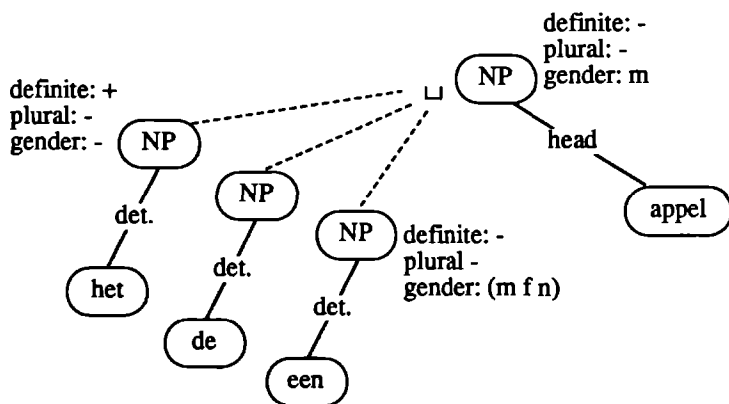 definite: -
plural: -
gender: m
NP
⊔
definite: +
plural: -
gender: -
NP
head
NP
appel
det.
NP
definite: -
plural -
gender: (m f n)
het
det.
det.
de
een